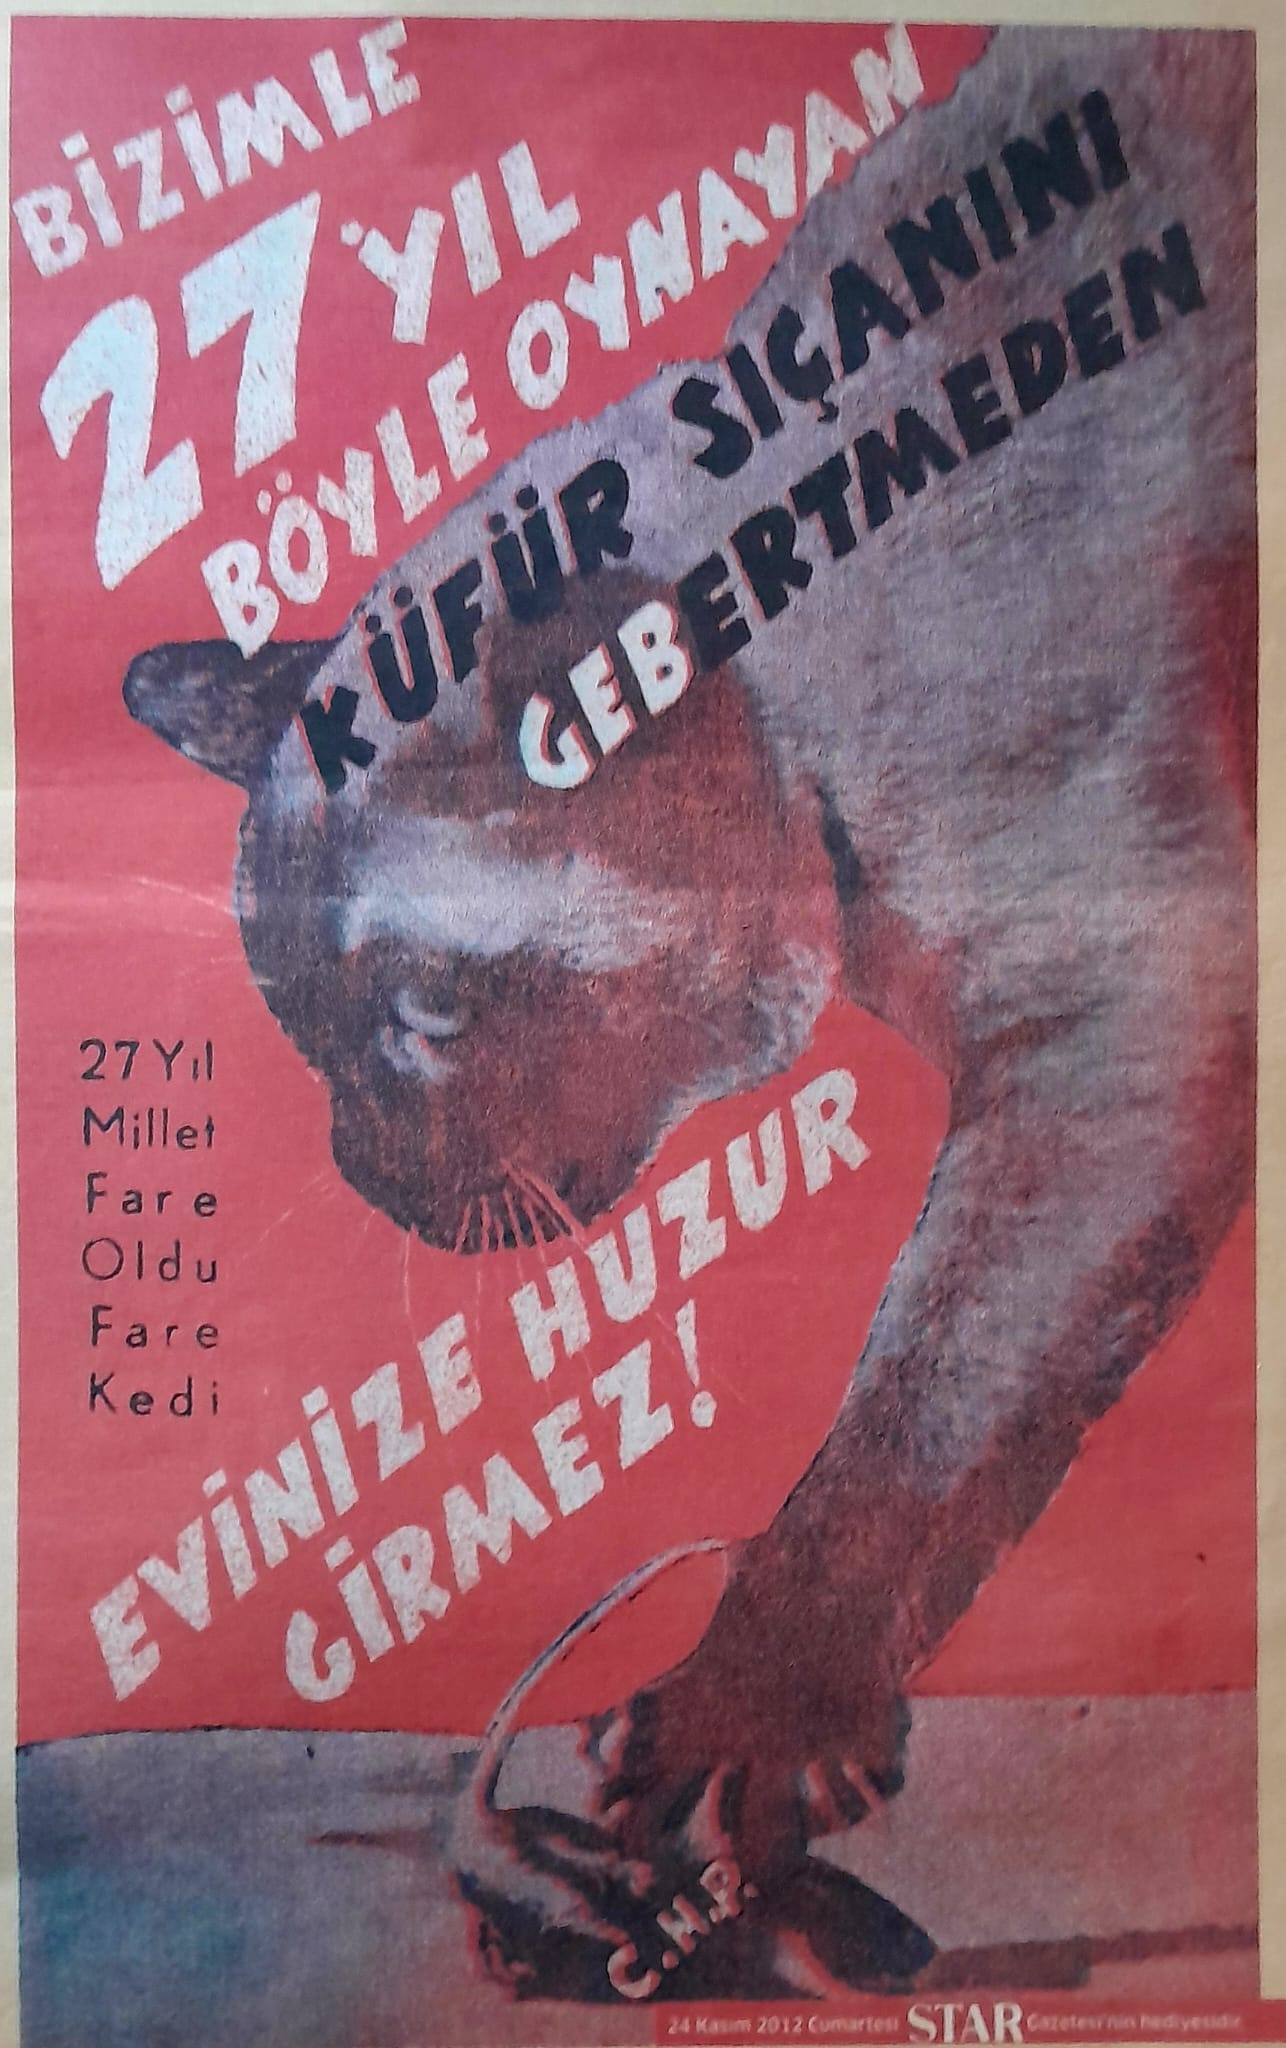 BİZİMLE
27 YIL
BÖYLE OYNAYAN
KÜFÜR SIÇANINI
GEBERTMEDEN
27 Yıl
Millet
Fare
Oldu
Fare
Kedi
EVİNİZE HUZUR
GİRMEZ!
C.H.P.
24 Kasım 2012 Cumartesi STAR Gazetesi'nin hediyesidir.